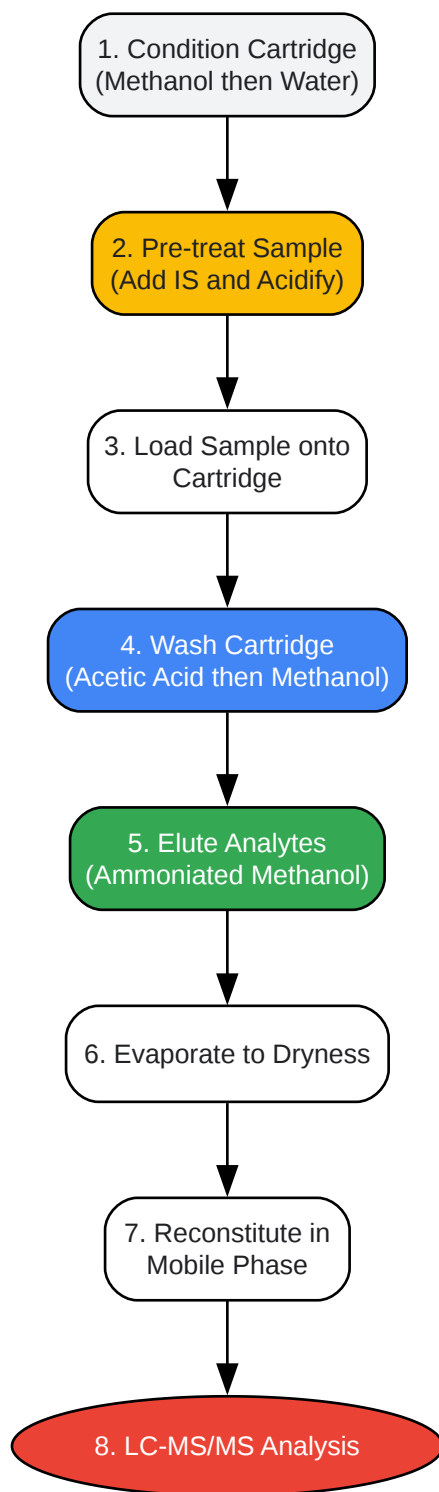 1. Condition Cartridge
(Methanol then Water)
2. Pre-treat Sample
(Add IS and Acidify)
3. Load Sample onto
Cartridge
4. Wash Cartridge
(Acetic Acid then Methanol)
5. Elute Analytes
(Ammoniated Methanol)
6. Evaporate to Dryness
7. Reconstitute in
Mobile Phase
8. LC-MS/MS Analysis